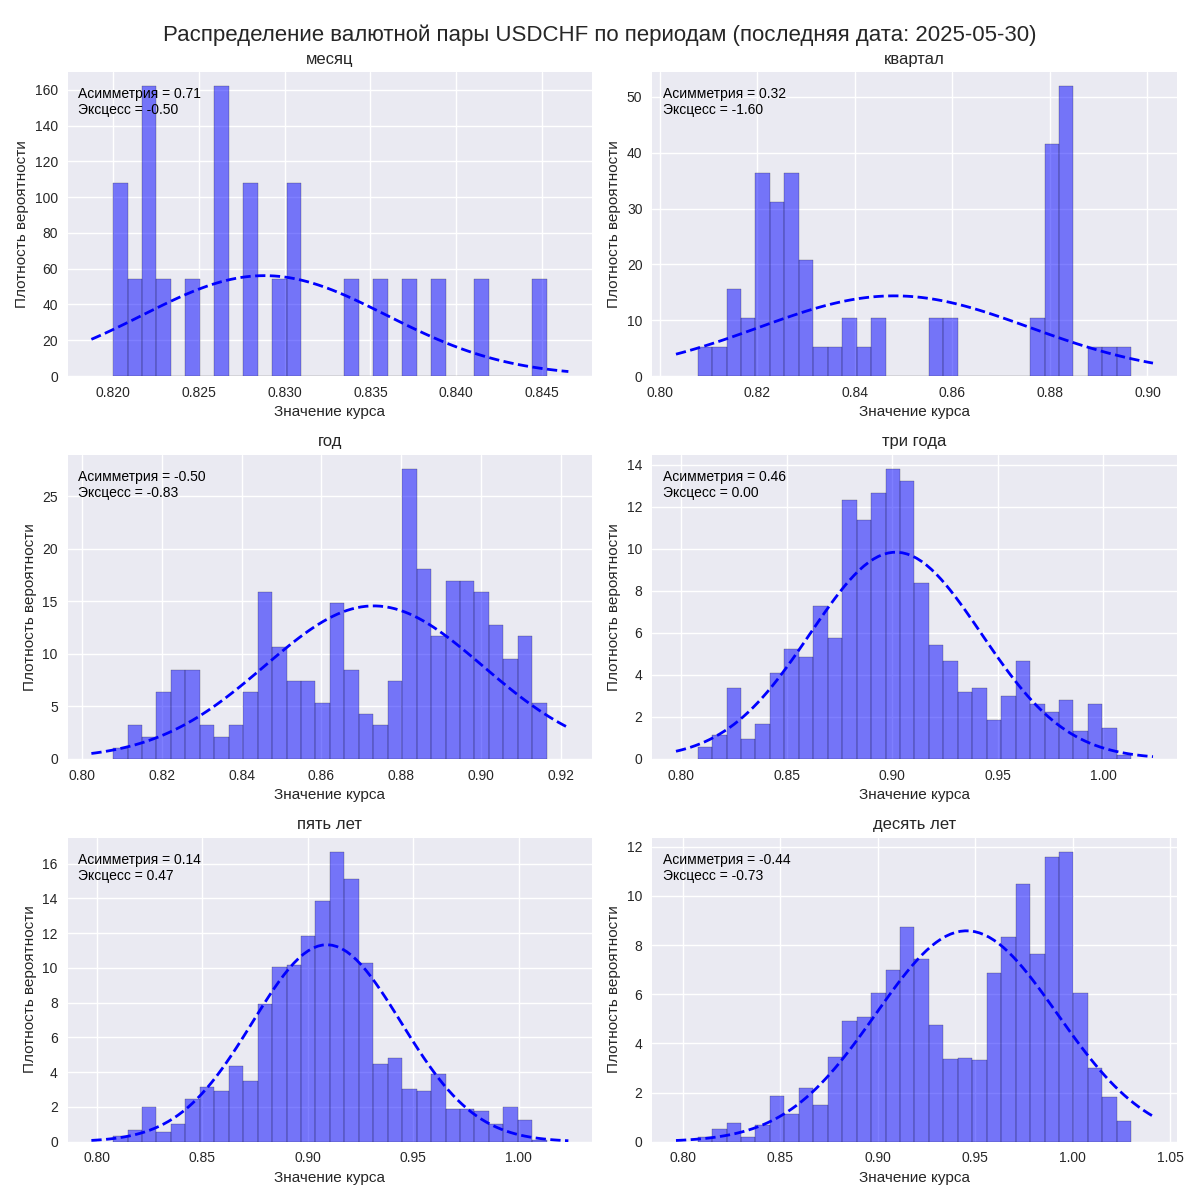 Распределение валютной пары USDCHF по периодам (последняя дата: 2025-05-30)
месяц
Асимметрия = 0.71
Эксцесс = -0.50
Плотность вероятности
160
140
120
100
80
60
40
20
0
0.820 0.825 0.830 0.835 0.840 0.845
Значение курса
квартал
Асимметрия = 0.32
Эксцесс = -1.60
Плотность вероятности
50
40
30
20
10
0
0.80 0.82 0.84 0.86 0.88 0.90
Значение курса
год
Асимметрия = -0.50
Эксцесс = -0.83
Плотность вероятности
25
20
15
10
5
0
0.80 0.82 0.84 0.86 0.88 0.90 0.92
Значение курса
три года
Асимметрия = 0.46
Эксцесс = 0.00
Плотность вероятности
14
12
10
8
6
4
2
0
0.80 0.85 0.90 0.95 1.00
Значение курса
пять лет
Асимметрия = 0.14
Эксцесс = 0.47
Плотность вероятности
16
14
12
10
8
6
4
2
0
0.80 0.85 0.90 0.95 1.00
Значение курса
десять лет
Асимметрия = -0.44
Эксцесс = -0.73
Плотность вероятности
12
10
8
6
4
2
0
0.80 0.85 0.90 0.95 1.00 1.05
Значение курса